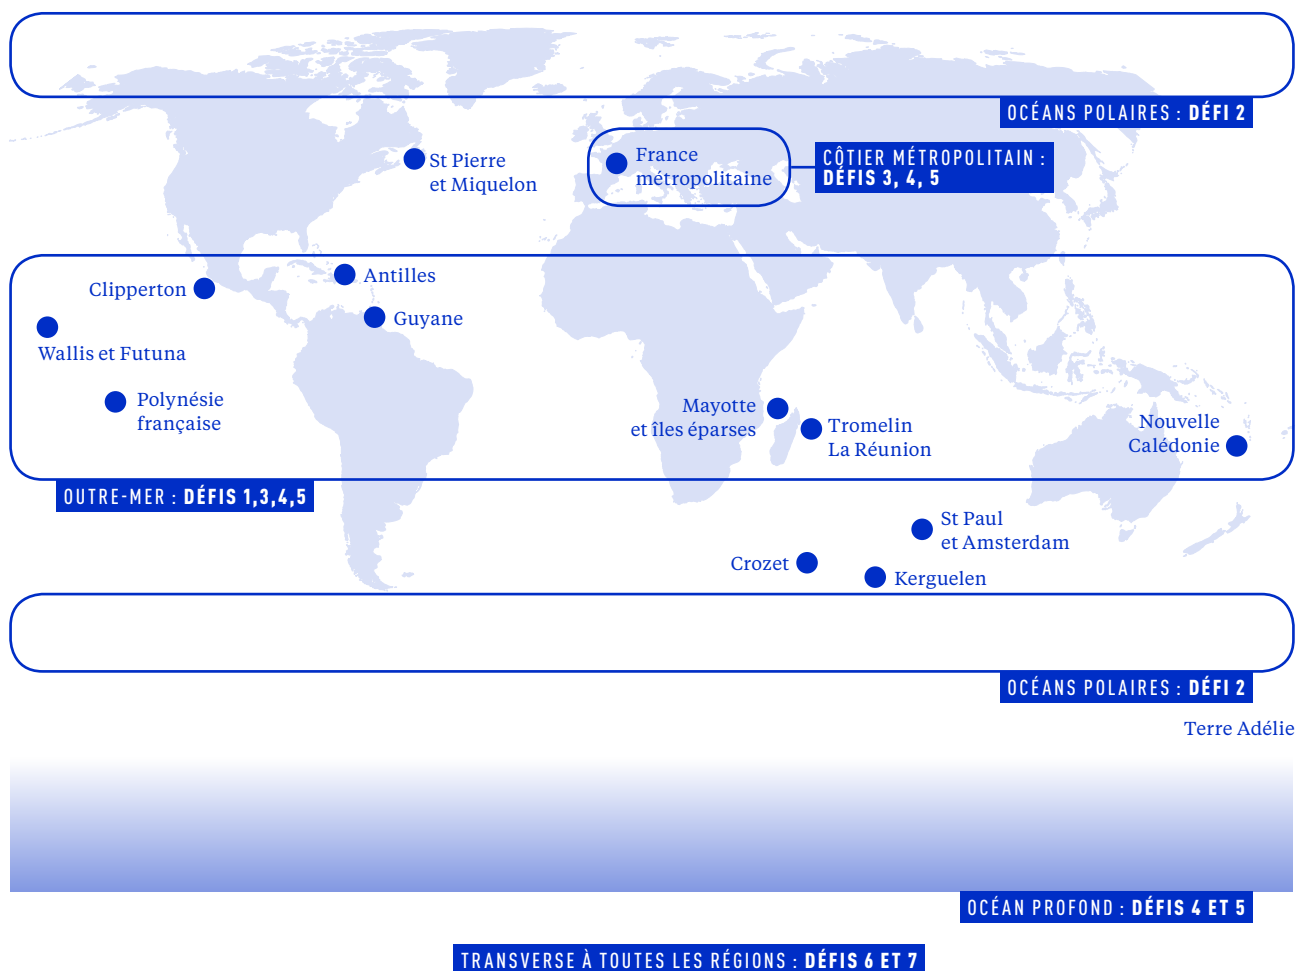 OCÉANS POLAIRES : DÉFI 2
France
métropolitaine
CÔTIER MÉTROPOLITAIN :
DÉFIS 3, 4, 5
St Pierre
et Miquelon
Antilles
Clipperton
Guyane
Wallis et Futuna
Polynésie
française
Mayotte
et îles éparses
Tromelin
La Réunion
Nouvelle
Calédonie
OUTRE-MER : DÉFIS 1,3,4,5
St Paul
et Amsterdam
Crozet
Kerguelen
OCÉANS POLAIRES : DÉFI 2
Terre Adélie
OCÉAN PROFOND : DÉFIS 4 ET 5
TRANSVERSE À TOUTES LES RÉGIONS : DÉFIS 6 ET 7